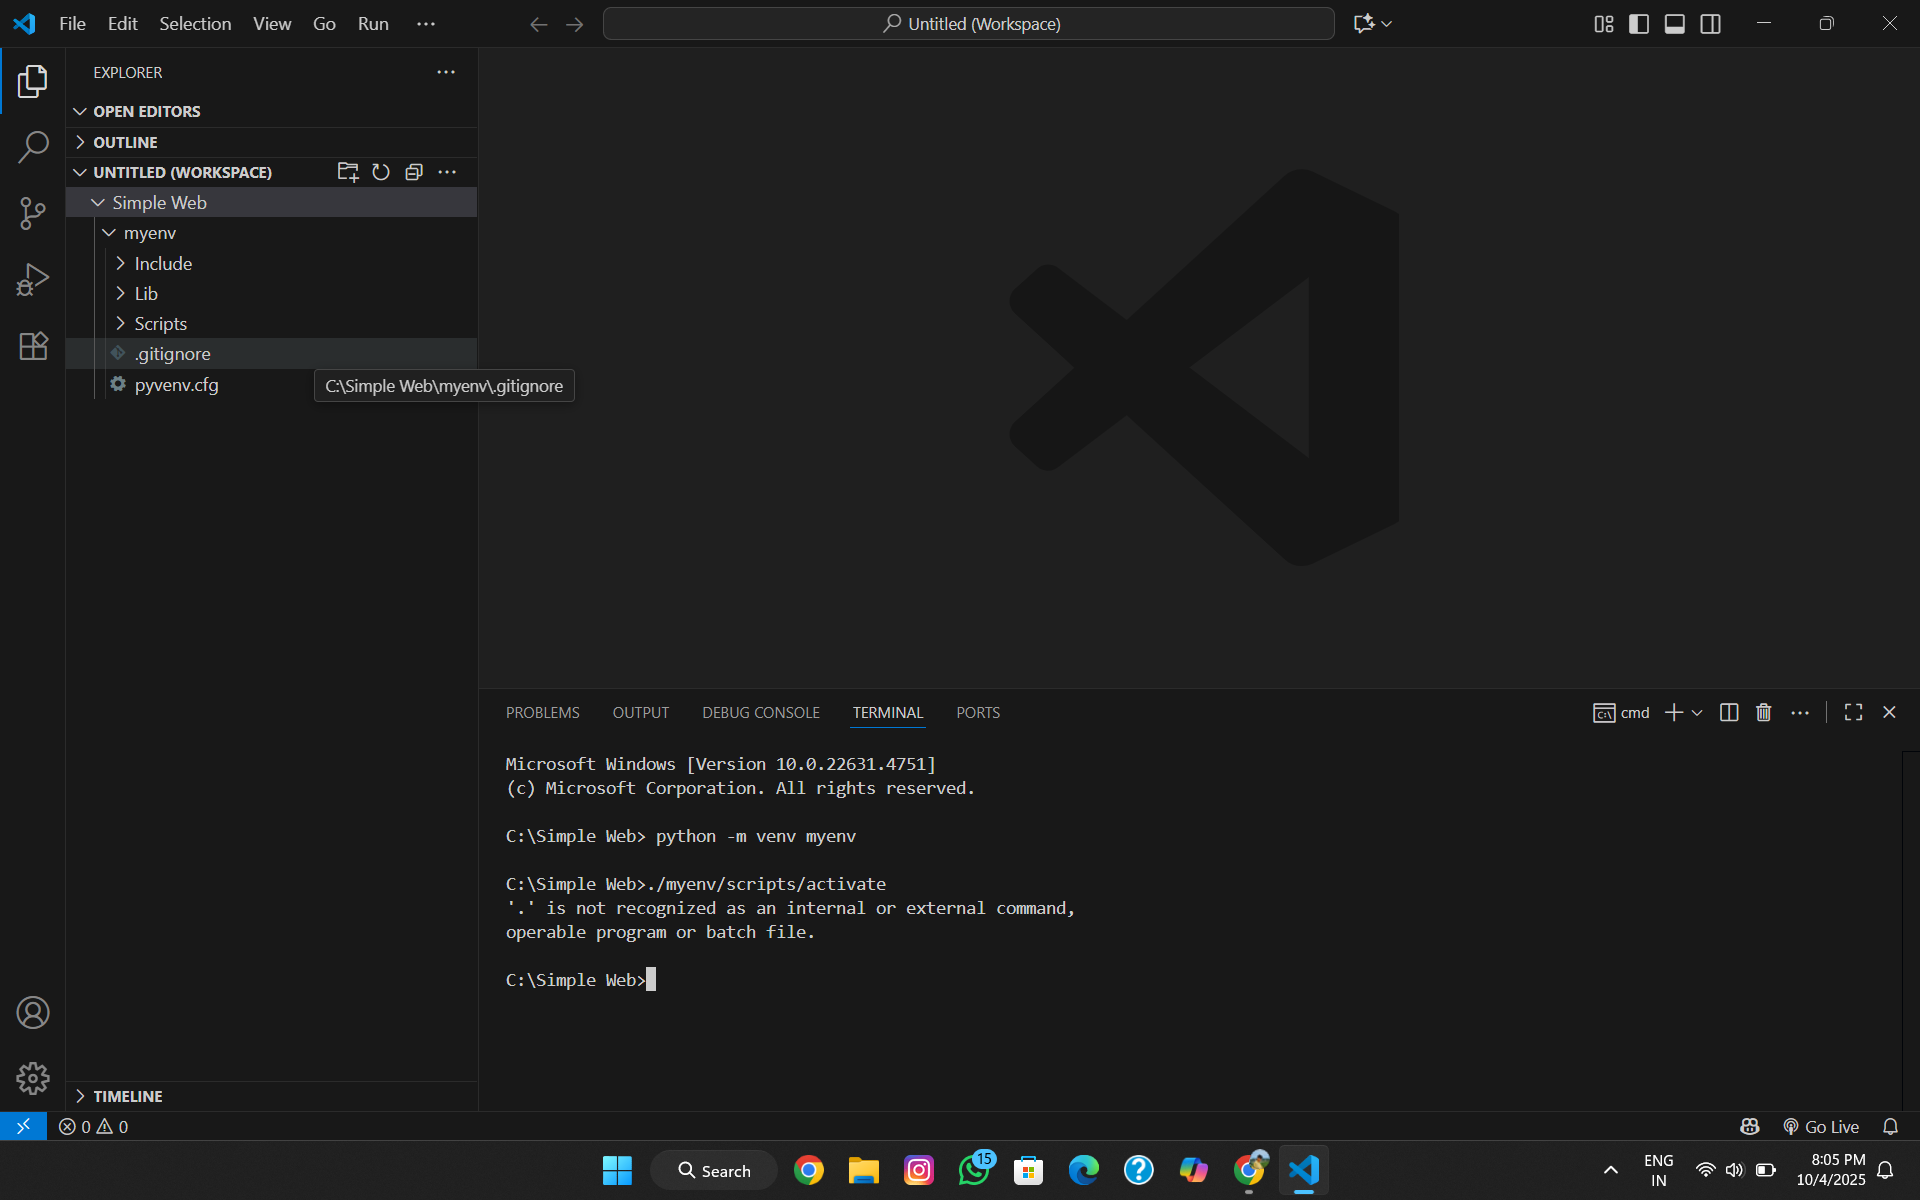 File Edit Selection View Go Run ···
Untitled (Workspace)
EXPLORER
OPEN EDITORS
OUTLINE
UNTITLED (WORKSPACE)
Simple Web
myenv
Include
Lib
Scripts
.gitignore
pyvenv.cfg
C:\Simple Web\myenv\.gitignore
TIMELINE
PROBLEMS OUTPUT DEBUG CONSOLE TERMINAL PORTS
cmd
Microsoft Windows [Version 10.0.22631.4751]
(c) Microsoft Corporation. All rights reserved.
C:\Simple Web> python -m venv myenv
C:\Simple Web>./myenv/scripts/activate
'.' is not recognized as an internal or external command,
operable program or batch file.
C:\Simple Web>
0 0
Go Live
Search
15
ENG
IN
8:05 PM
10/4/2025